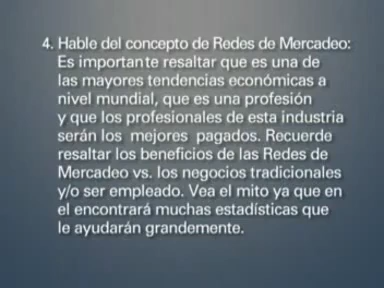 4. Hable del concepto de Redes de Mercadeo:
Es importante resaltar que es una de
las mayores tendencias económicas a
nivel mundial, que es una profesión
y que los profesionales de esta industria
serán los mejores pagados. Recuerde
resaltar los beneficios de las Redes de
Mercadeo vs. los negocios tradicionales
y/o ser empleado. Vea el mito ya que en
el encontrará muchas estadísticas que
le ayudarán grandemente.